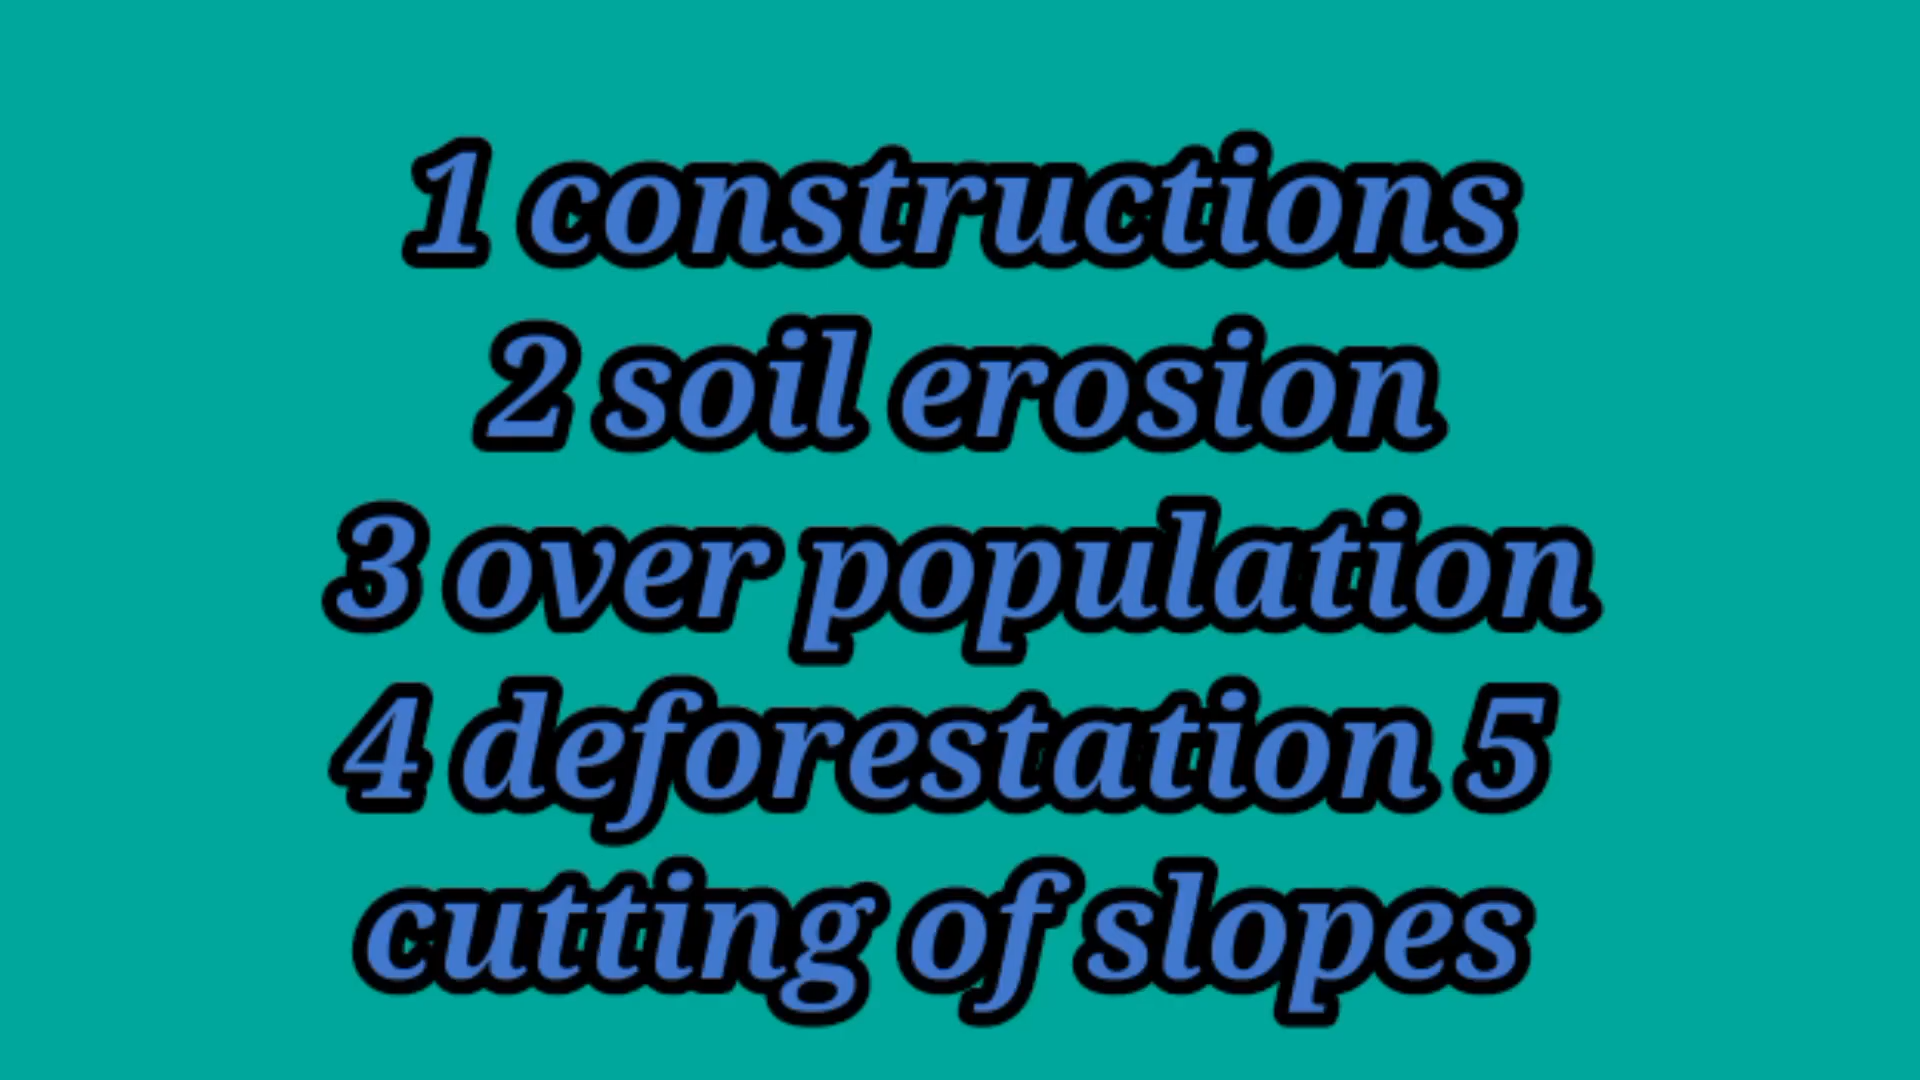 1 constructions
2 soil erosion
3 over population
4 deforestation 5
cutting of slopes